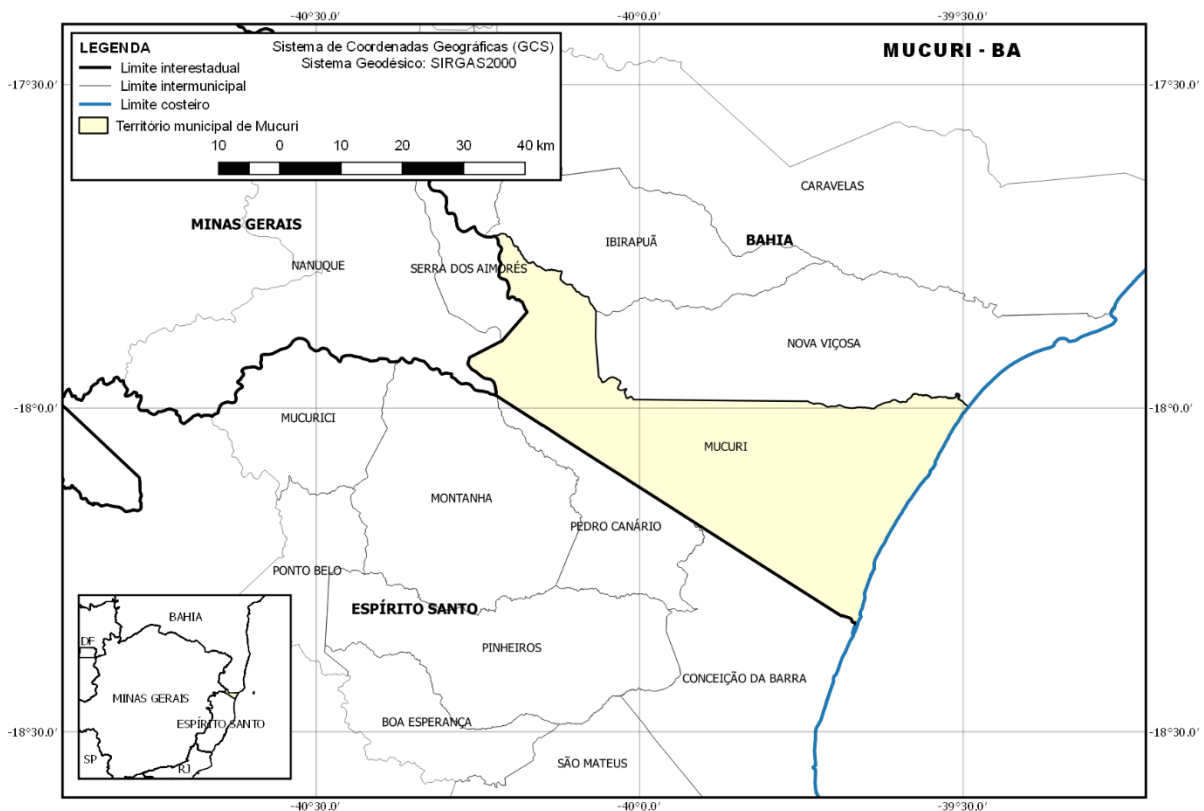 -40°30.0'
-40°0.0'
-39°30.0'
LEGENDA
Sistema de Coordenadas Geográficas (GCS)
Sistema Geodésico: SIRGAS2000
Limite interestadual
Limite intermunicipal
Limite costeiro
Território municipal de Mucuri
10 0 10 20 30 40 km
MUCURI - BA
-17°30.0'
-17°30.0'
CARAVELAS
MINAS GERAIS
BAHIA
IBIRAPUÃ
NANUQUE
SERRA DOS AIMORÉS
NOVA VIÇOSA
-18°0.0'
-18°0.0'
MUCURICI
MUCURI
MONTANHA
PEDRO CANÁRIO
PONTO BELO
ESPÍRITO SANTO
PINHEIROS
CONCEIÇÃO DA BARRA
BOA ESPERANÇA
-18°30.0'
-18°30.0'
SÃO MATEUS
BAHIA
DF
MINAS GERAIS
ESPÍRITO SANTO
SP
RJ
-40°30.0'
-40°0.0'
-39°30.0'